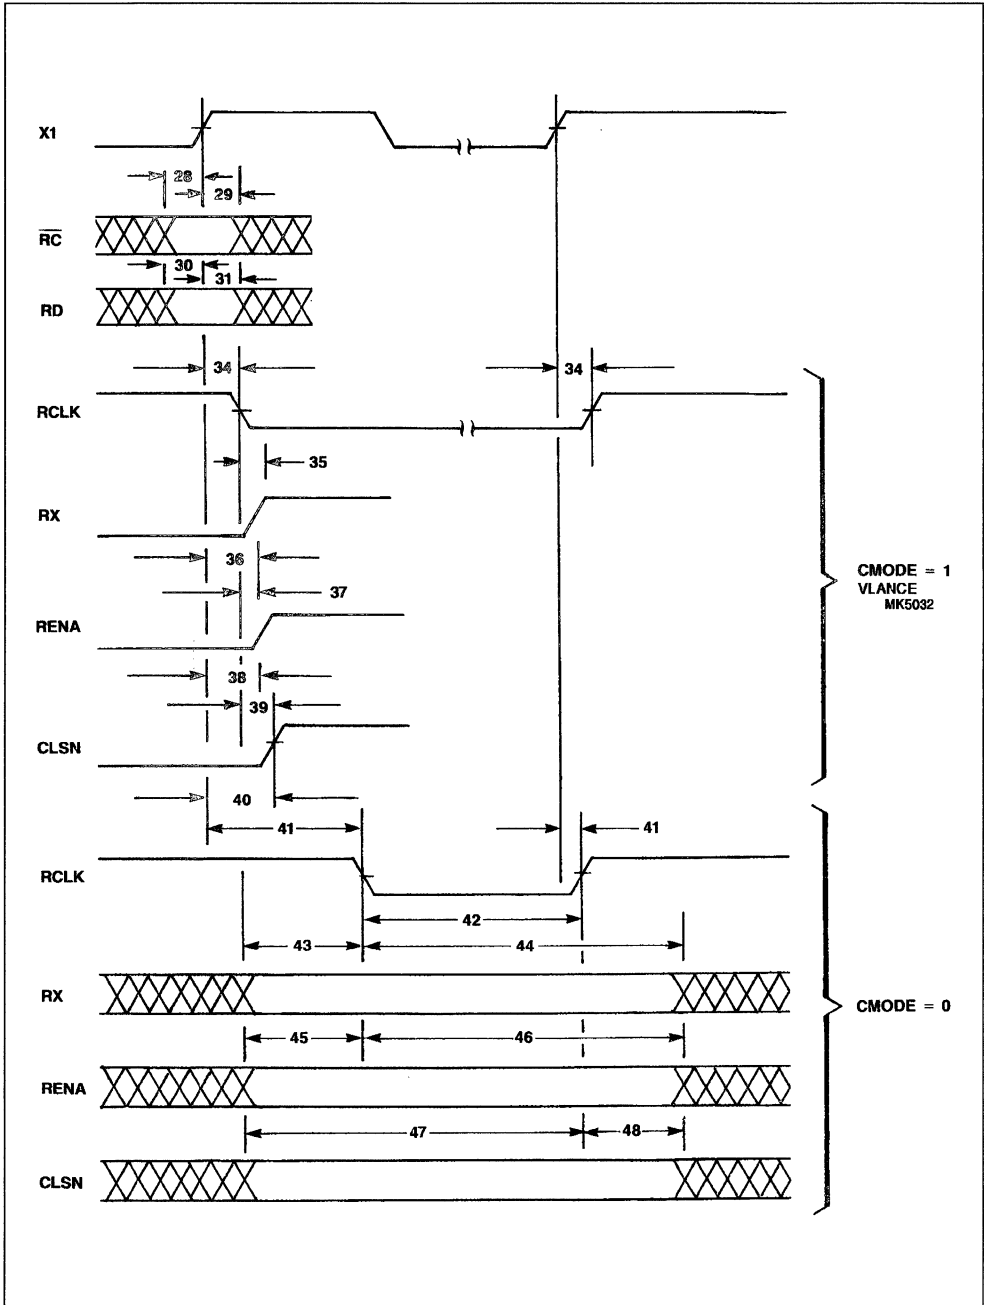 X1
28
29
RC
30
31
RD
34
34
RCLK
35
RX
36
37
RENA
38
39
CLSN
40
CMODE = 1
VLANCE
MK5032
41
41
RCLK
42
43
44
RX
CMODE = 0
45
46
RENA
47
48
CLSN